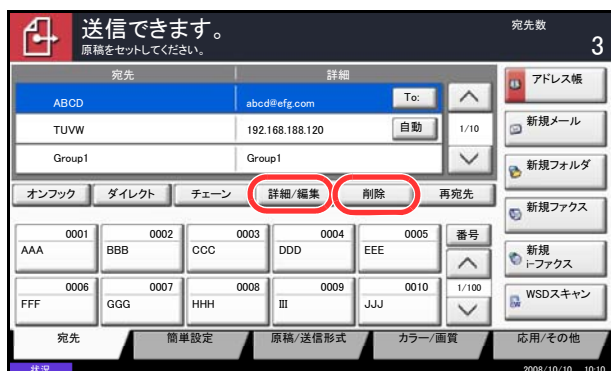 送信できます。
原稿をセットしてください。
宛先数
3
宛先 詳細
ABCD abcd@efg.com To:
TUVW 192.168.188.120 自動 1/10
Group1 Group1
アドレス帳
新規メール
新規フォルダ
新規ファクス
新規
i-ファクス
WSDスキャン
オンフック ダイレクト チェーン 詳細/編集 削除 再宛先
0001 0002 0003 0004 0005 番号
AAA BBB CCC DDD EEE
0006 0007 0008 0009 0010 1/100
FFF GGG HHH III JJJ
宛先 簡単設定 原稿/送信形式 カラー/画質 応用/その他
状況 2008/10/10 10:10